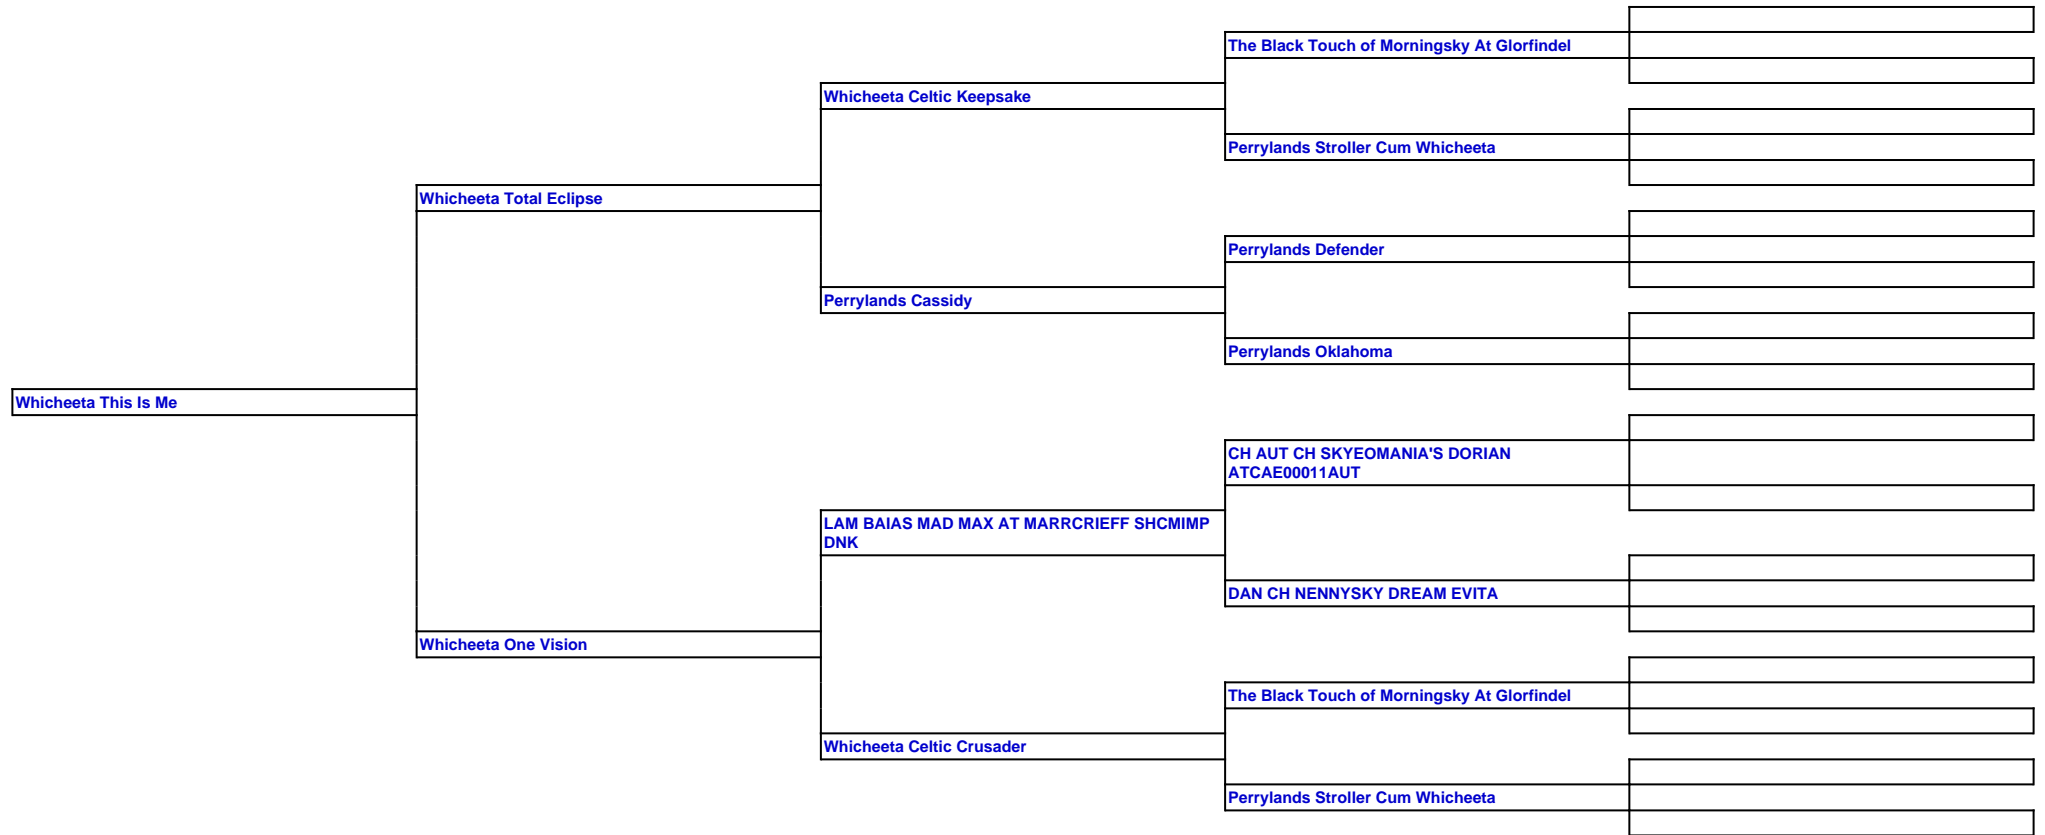 The Black Touch of Morningsky At Glorfindel
Whicheeta Celtic Keepsake
Perrylands Stroller Cum Whicheeta
Whicheeta Total Eclipse
Perrylands Defender
Perrylands Cassidy
Perrylands Oklahoma
Whicheeta This Is Me
CH AUT CH SKYEOMANIA'S DORIAN
ATCAE00011AUT
LAM BAIAS MAD MAX AT MARRCRIEFF SHCMIMP
DNK
DAN CH NENNYSKY DREAM EVITA
Whicheeta One Vision
The Black Touch of Morningsky At Glorfindel
Whicheeta Celtic Crusader
Perrylands Stroller Cum Whicheeta